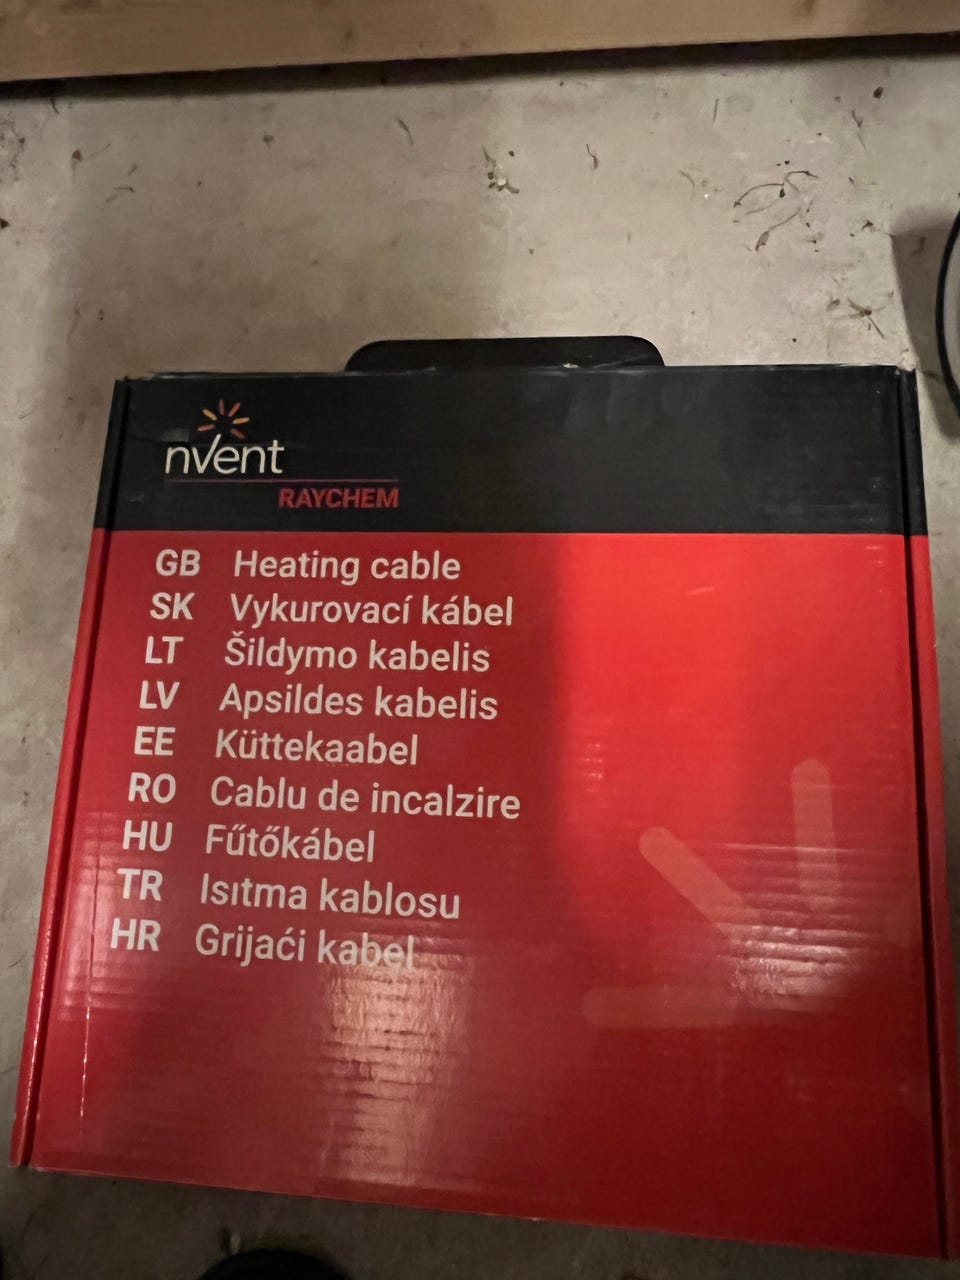 nVent
RAYCHEM
GB Heating cable
SK Vykurovací kábel
LT Šildymo kabelis
LV Apsildes kabelis
EE Küttekaabel
RO Cablu de incalzire
HU Fűtőkábel
TR Isıtma kablosu
HR Grijaći kabel